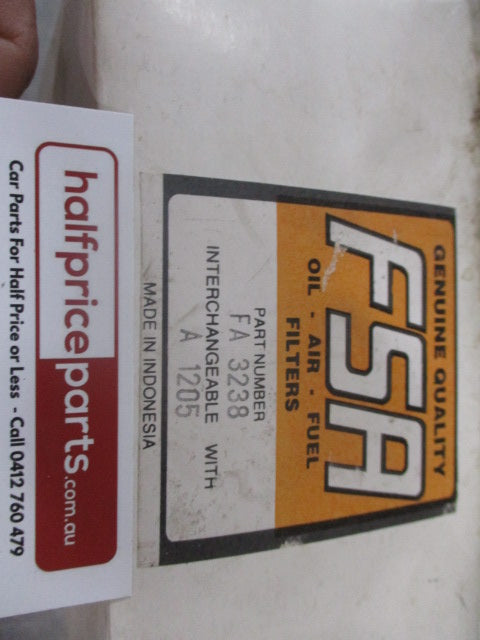 GENUINE QUALITY
FSA
OIL - AIR - FUEL
FILTERS
PART NUMBER
FA 3238
INTERCHANGEABLE WITH
A 1205
MADE IN INDONESIA
halfpriceparts.com.au
Car Parts For Half Price or Less - Call 0412 760 479